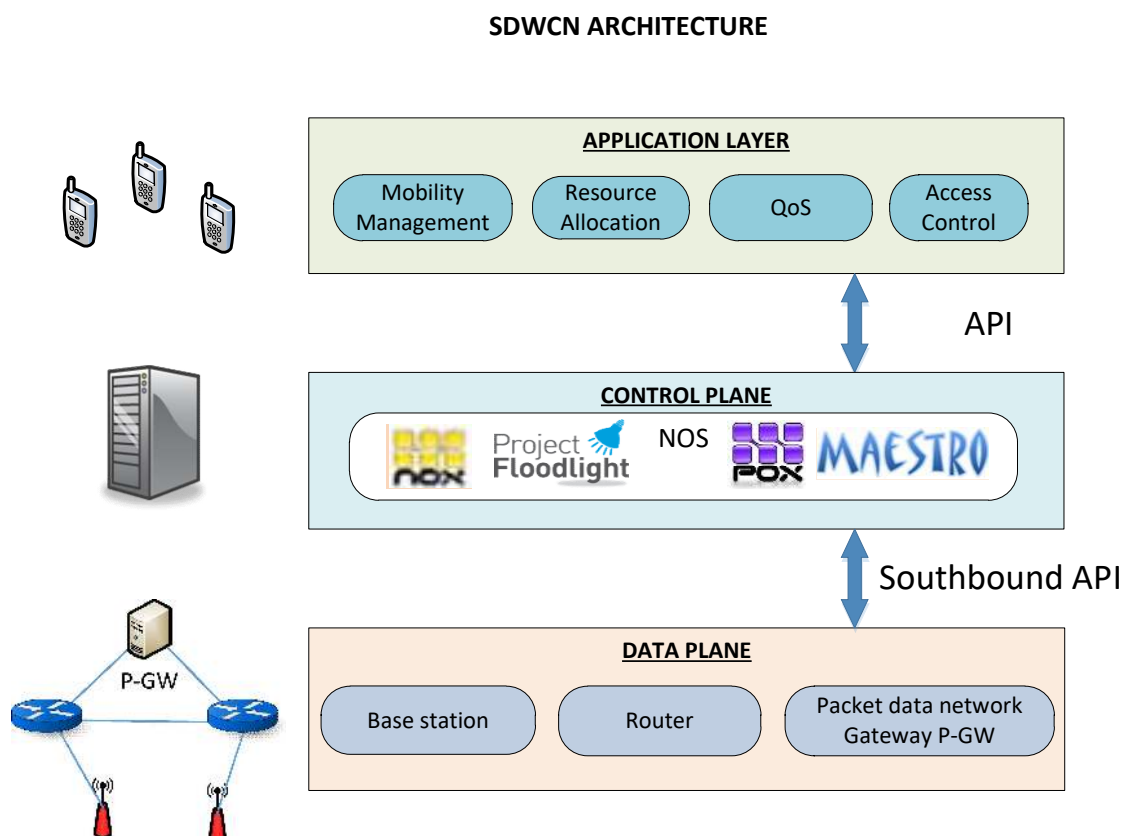 SDWCN ARCHITECTURE
APPLICATION LAYER
Mobility
Management
Resource
Allocation
QoS
Access
Control
API
CONTROL PLANE
nox
Project
Floodlight
NOS
POX
MAESTRO
Southbound API
DATA PLANE
P-GW
Base station
Router
Packet data network
Gateway P-GW